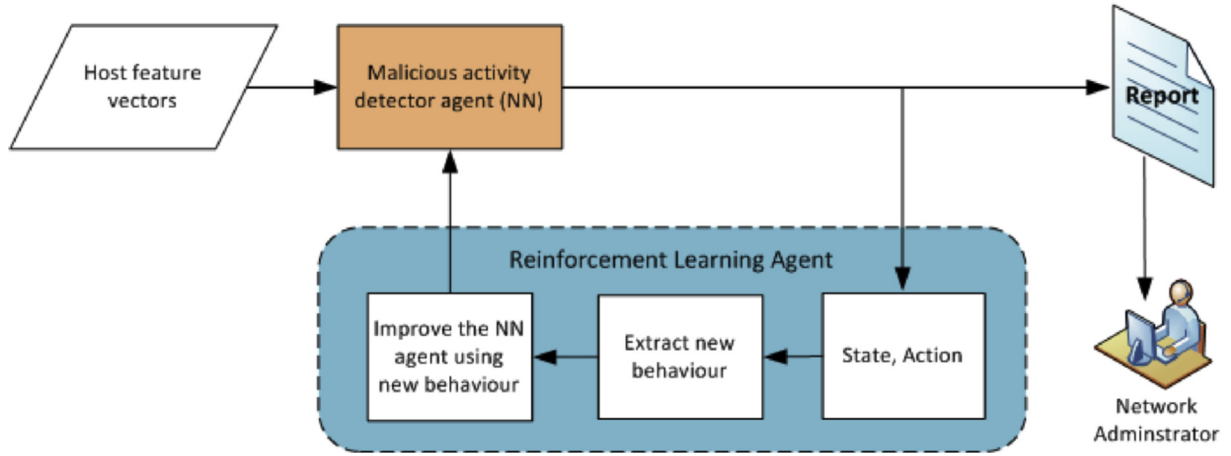 Host feature
vectors
Malicious activity
detector agent (NN)
Report
Reinforcement Learning Agent
Improve the NN
agent using
new behaviour
Extract new
behaviour
State, Action
Network
Adminstrator